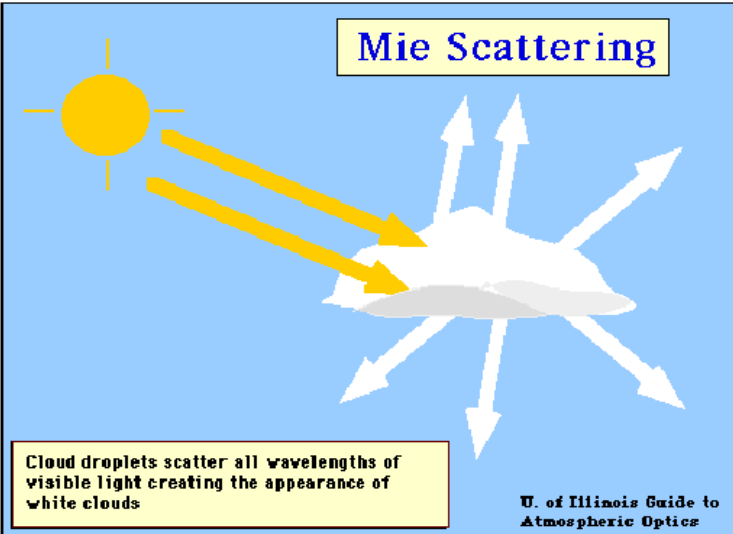 Mie Scattering
Cloud droplets scatter all wavelengths of
visible light creating the appearance of
white clouds
U. of Illinois Guide to
Atmospheric Optics